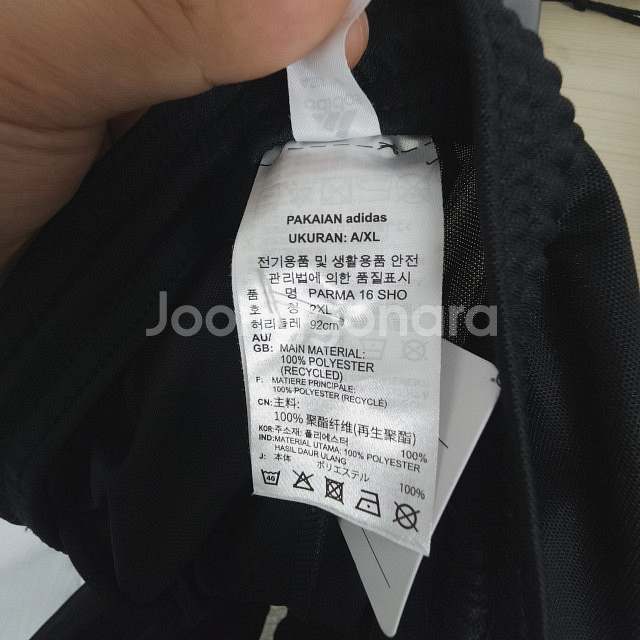 adidas
PAKAIAN adidas
UKURAN: A/XL
전기용품 및 생활용품 안전
관리법에 의한 품질표시
품 명 PARMA 16 SHO
호 칭 2XL
허리둘레 92cm
Joonggonara
AU/
GB: MAIN MATERIAL:
100% POLYESTER
(RECYCLED)
F: MATIERE PRINCIPALE:
100% POLYESTER (RECYCLÉ)
CN: 主料:
100% 聚酯纤维(再生聚酯)
KOR: 주소재: 폴리에스터 100%
IND: MATERIAL UTAMA: 100% POLYESTER
HASIL DAUR ULANG
J: 本体 ポリエステル 100%
40